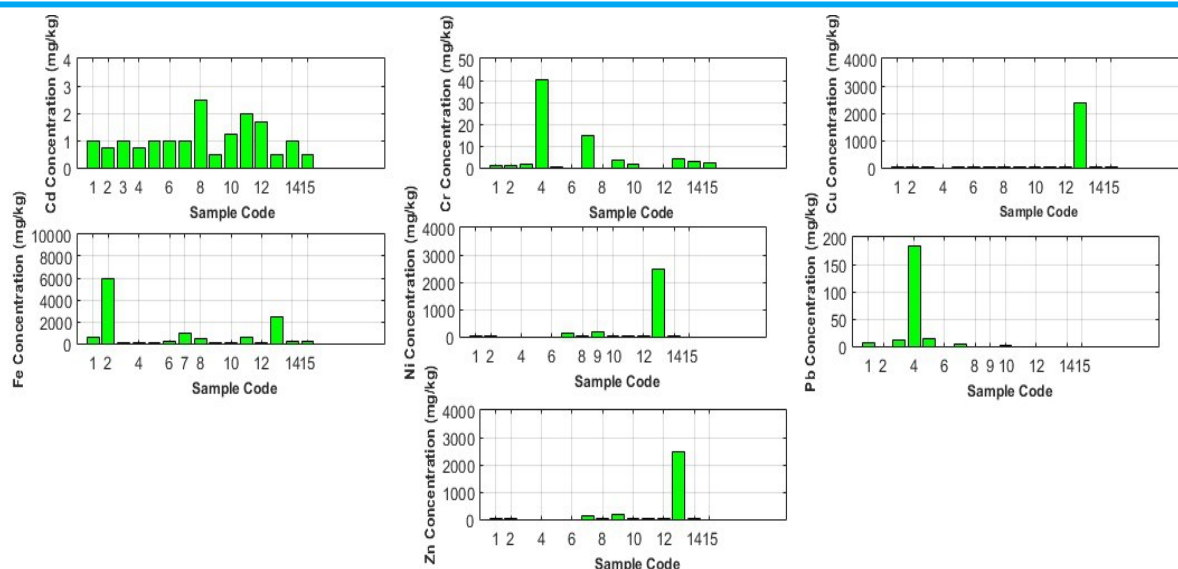 Cd Concentration (mg/kg)
4
3
2
1
0
1 2 3 4 6 8 10 12 1415
Sample Code
Cr Concentration (mg/kg)
50
40
30
20
10
0
1 2 4 6 8 10 12 1415
Sample Code
Cu Concentration (mg/kg)
4000
3000
2000
1000
0
1 2 4 6 8 10 12 1415
Sample Code
Fe Concentration (mg/kg)
10000
8000
6000
4000
2000
0
1 2 4 6 7 8 10 12 1415
Sample Code
Ni Concentration (mg/kg)
4000
3000
2000
1000
0
1 2 4 6 8 9 10 12 1415
Sample Code
Pb Concentration (mg/kg)
200
150
100
50
0
1 2 4 6 8 9 10 12 1415
Sample Code
Zn Concentration (mg/kg)
4000
3000
2000
1000
0
1 2 4 6 8 10 12 1415
Sample Code